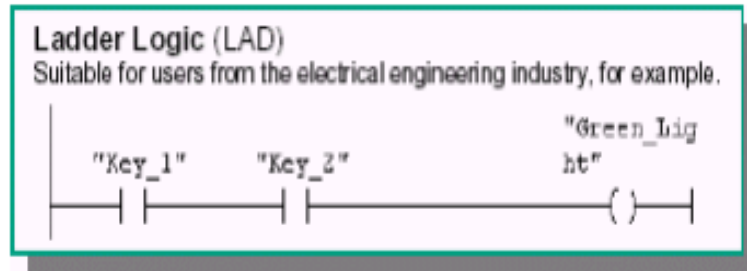 Ladder Logic (LAD)
Suitable for users from the electrical engineering industry, for example.
"Green_Lig
"Key_1" "Key_2" ht"